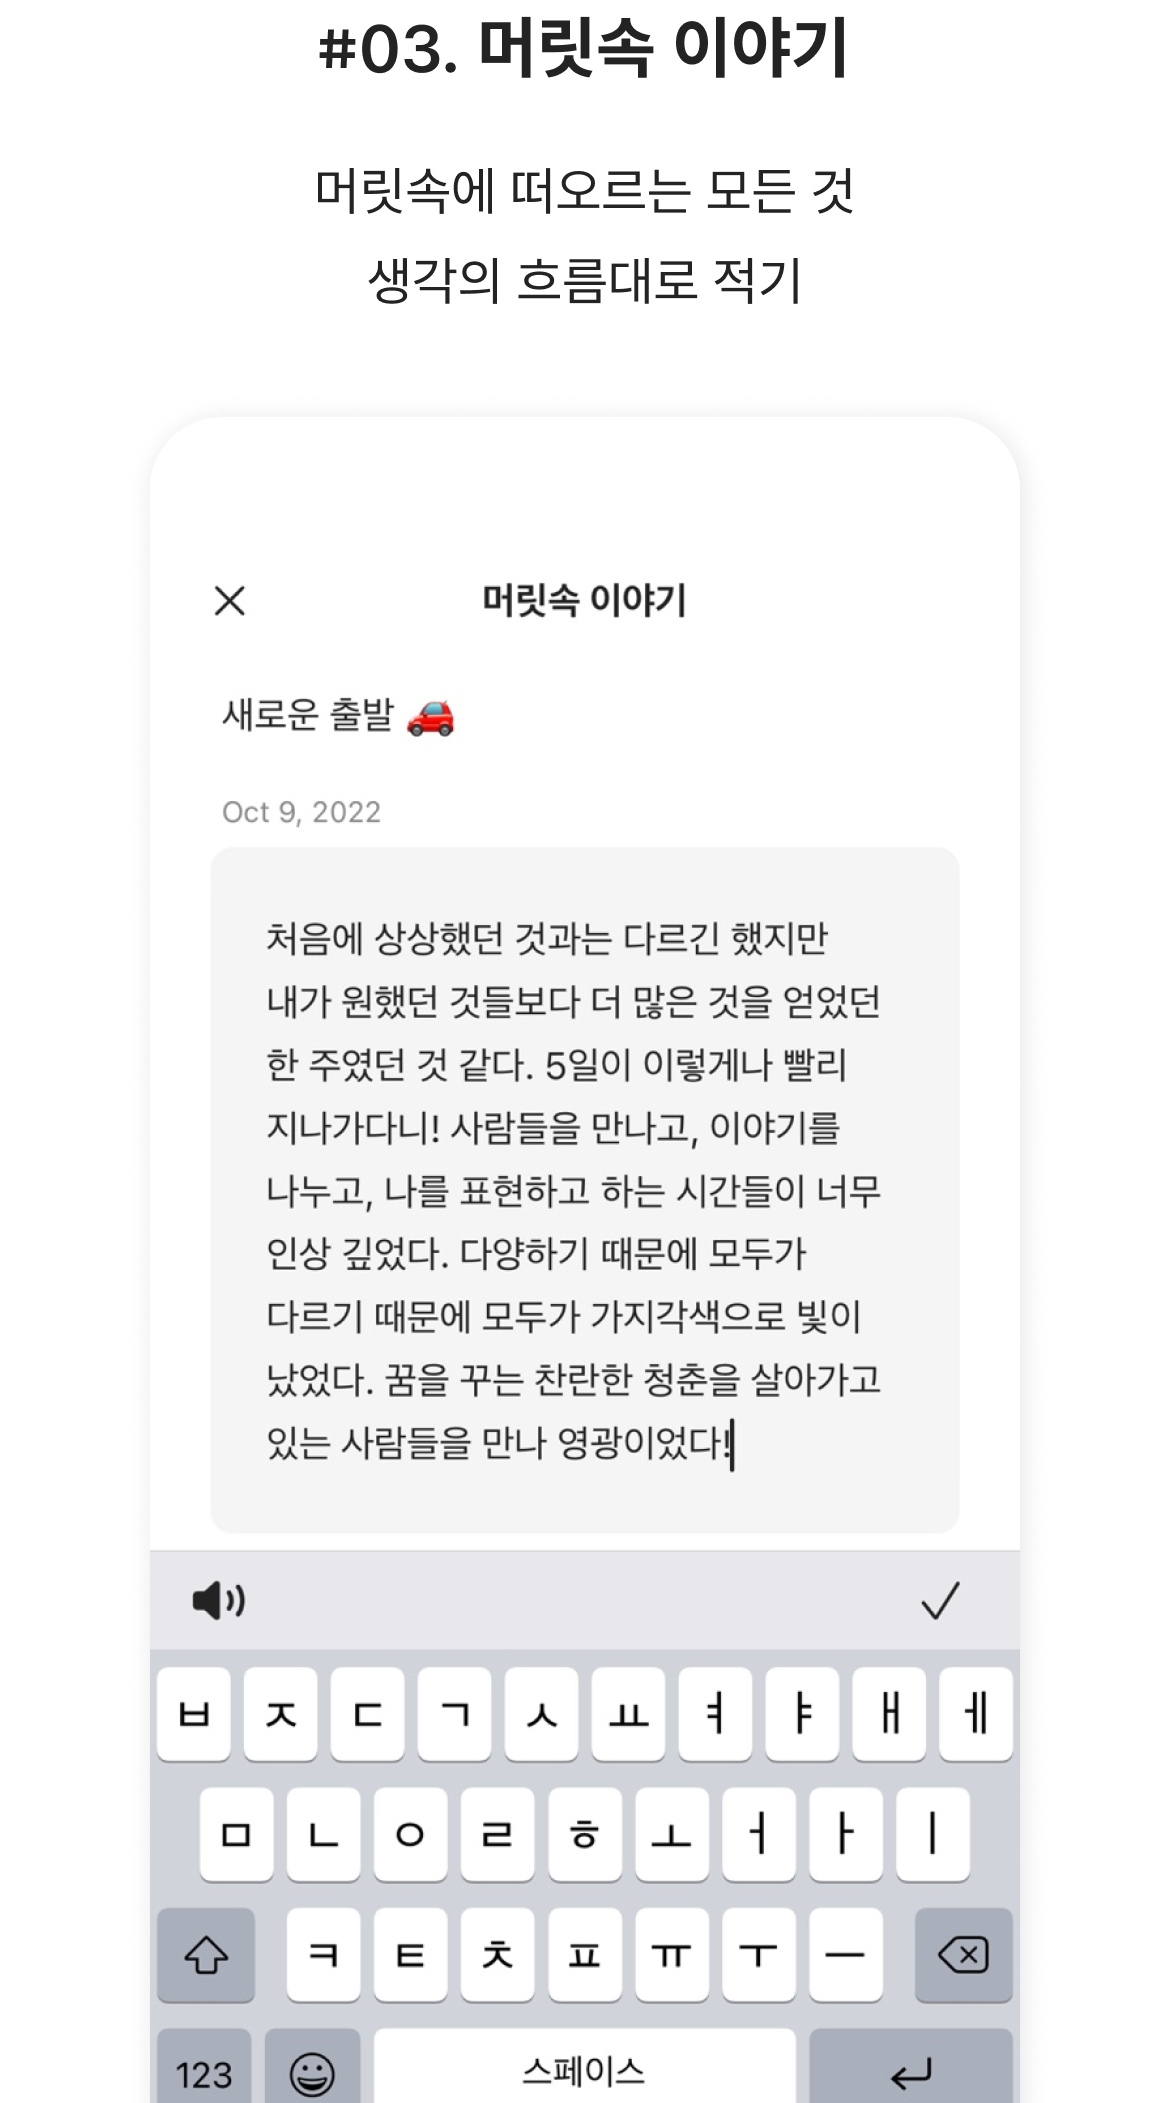 #03. 머릿속 이야기
머릿속에 떠오르는 모든 것
생각의 흐름대로 적기
머릿속 이야기
새로운 출발 🚗
Oct 9, 2022
처음에 상상했던 것과는 다르긴 했지만
내가 원했던 것들보다 더 많은 것을 얻었던
한 주였던 것 같다. 5일이 이렇게나 빨리
지나가다니! 사람들을 만나고, 이야기를
나누고, 나를 표현하고 하는 시간들이 너무
인상 깊었다. 다양하기 때문에 모두가
다르기 때문에 모두가 가지각색으로 빛이
났었다. 꿈을 꾸는 찬란한 청춘을 살아가고
있는 사람들을 만나 영광이었다!
ㅂ ㅈ ㄷ ㄱ ㅅ ㅛ ㅕ ㅑ ㅐ ㅔ
ㅁ ㄴ ㅇ ㄹ ㅎ ㅗ ㅓ ㅏ ㅣ
ㅋ ㅌ ㅊ ㅍ ㅠ ㅜ ㅡ
123 스페이스